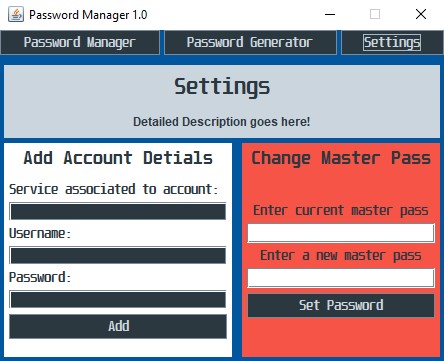 Password Manager 1.0
Password Manager
Password Generator
Settings
Settings
Detailed Description goes here!
Add Account Detials
Service associated to account:
Username:
Password:
Add
Change Master Pass
Enter current master pass
Enter a new master pass
Set Password